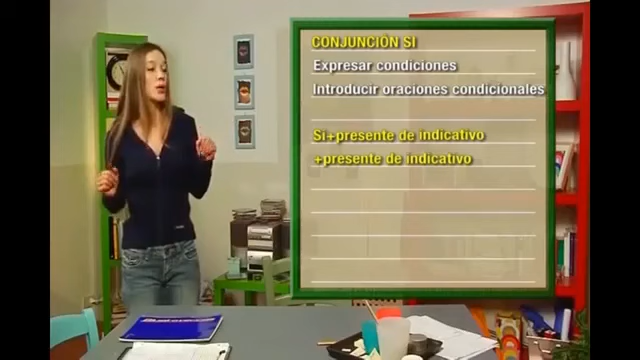 CONJUNCIÓN SI
Expresar condiciones
Introducir oraciones condicionales
Si+presente de indicativo
+presente de indicativo